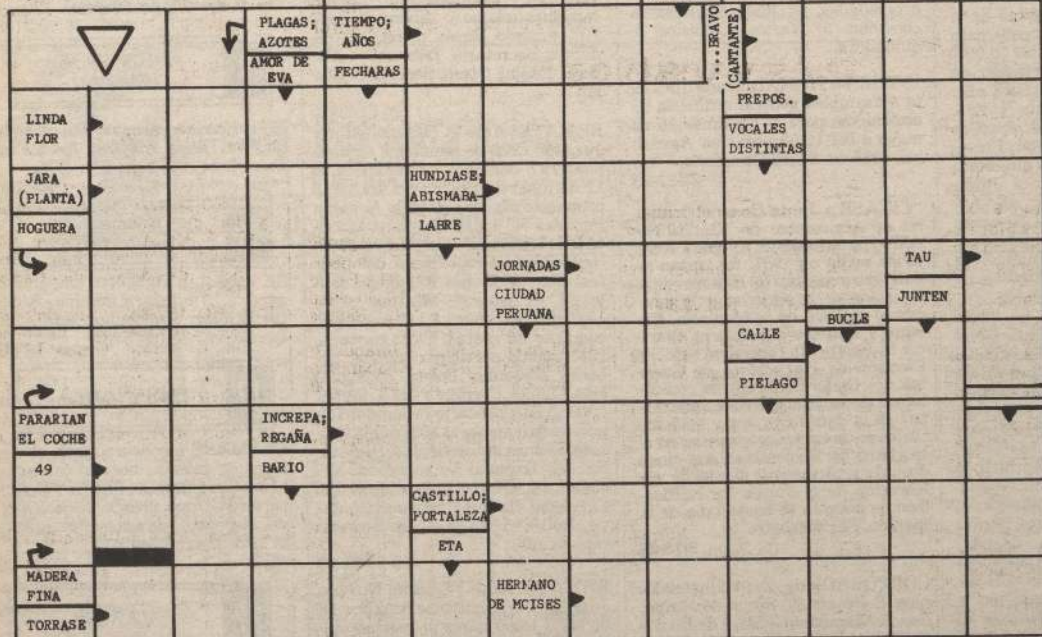 PLAGAS;
AZOTES
AMOR DE
EVA
TIEMPO;
AÑOS
FECHARAS
....BRAVO
(CANTANTE)
LINDA
FLOR
PREPOS.
VOCALES
DISTINTAS
JARA
(PLANTA)
HOGUERA
HUNDIASE;
ABISMABA
LABRE
JORNADAS
CIUDAD
PERUANA
TAU
JUNTEN
CALLE
PIELAGO
BUCLE
PARARIAN
EL COCHE
49
INCREPA;
REGAÑA
BARIO
CASTILLO;
FORTALEZA
ETA
MADERA
FINA
TORRASE
HERMANO
DE MOISES